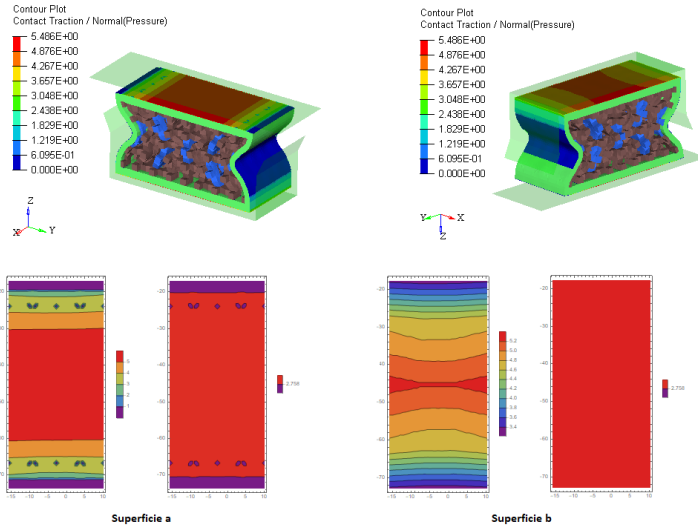 Contour Plot
Contact Traction / Normal(Pressure)
5.486E+00
4.876E+00
4.267E+00
3.657E+00
3.048E+00
2.438E+00
1.829E+00
1.219E+00
6.095E-01
0.000E+00
Z
X
Y
Contour Plot
Contact Traction / Normal(Pressure)
5.486E+00
4.876E+00
4.267E+00
3.657E+00
3.048E+00
2.438E+00
1.829E+00
1.219E+00
6.095E-01
0.000E+00
Y
X
Z
-20
-70
-15 -10 -5 0 5 10
5
4
3
2
1
-20
-30
-40
-50
-60
-70
-15 -10 -5 0 5 10
2.758
-20
-30
-40
-50
-60
-70
-15 -10 -5 0 5 10
5.2
5.0
4.8
4.6
4.4
4.2
4.0
3.8
3.6
3.4
-20
-30
-40
-50
-60
-70
-15 -10 -5 0 5 10
2.758
Superficie a
Superficie b